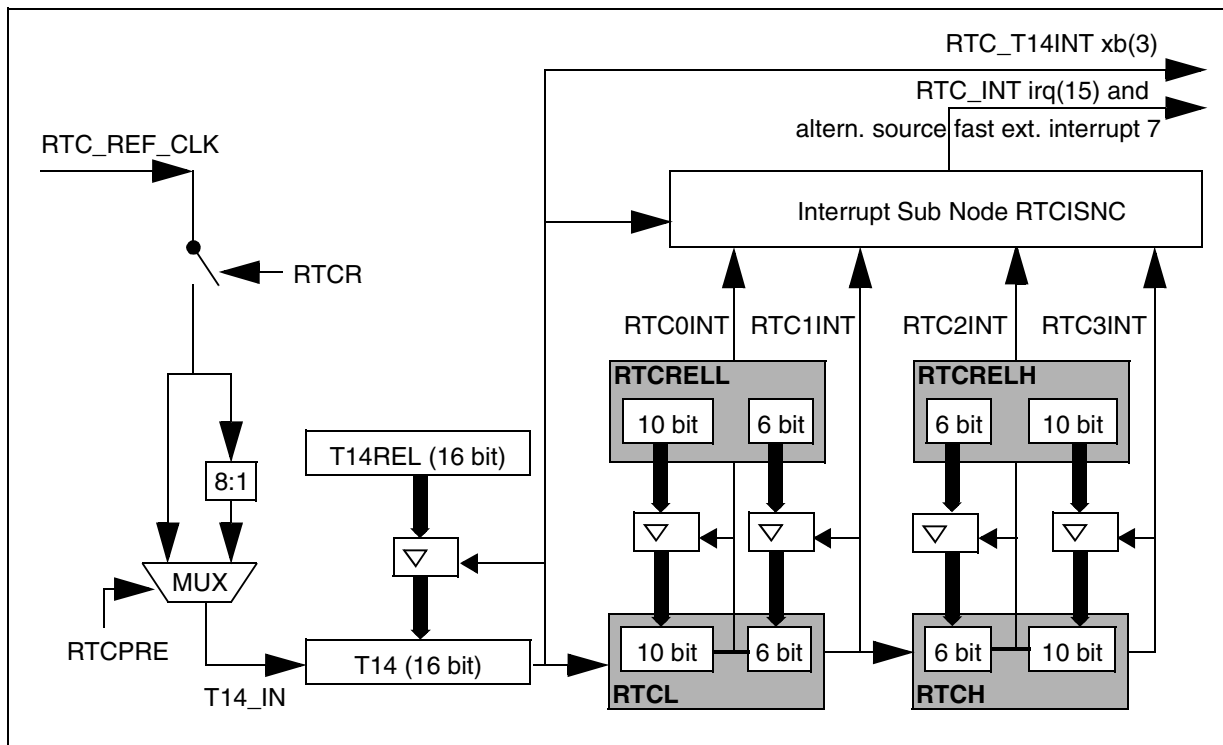 RTC_T14INT xb(3)
RTC_INT irq(15) and
altern. source fast ext. interrupt 7
RTC_REF_CLK
Interrupt Sub Node RTCISNC
RTCR
RTC0INT
RTC1INT
RTC2INT
RTC3INT
RTCRELL
RTCRELH
10 bit
6 bit
6 bit
10 bit
T14REL (16 bit)
8:1
MUX
RTCPRE
T14 (16 bit)
10 bit
6 bit
6 bit
10 bit
T14_IN
RTCL
RTCH